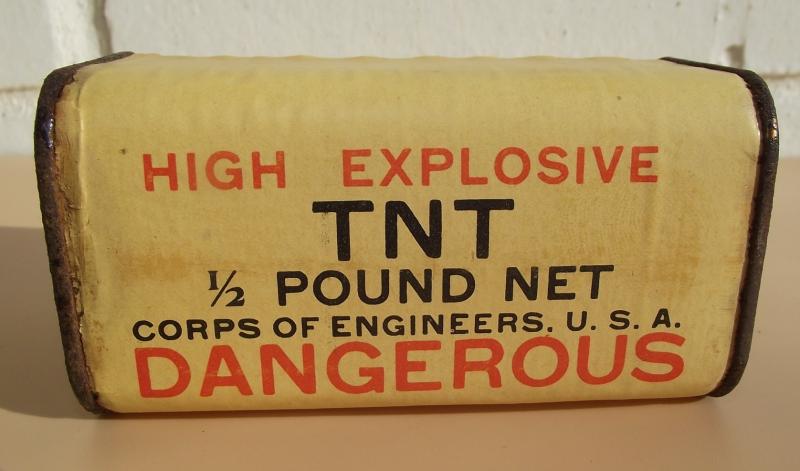 HIGH EXPLOSIVE
TNT
½ POUND NET
CORPS OF ENGINEERS. U. S. A.
DANGEROUS